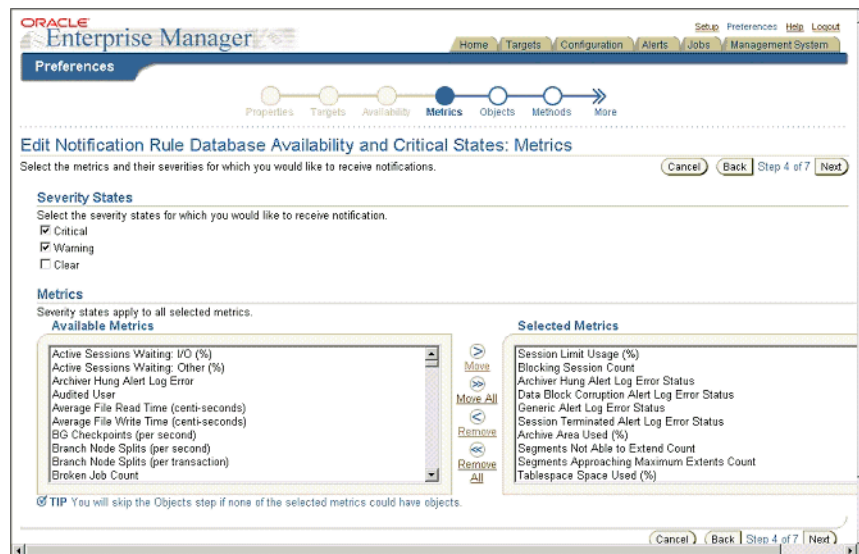 ORACLE
Enterprise Manager
Setup Preferences Help Logout
Home Targets Configuration Alerts Jobs Management System
Preferences
Properties Targets Availability Metrics Objects Methods More
Edit Notification Rule Database Availability and Critical States: Metrics
Select the metrics and their severities for which you would like to receive notifications.
Cancel Back Step 4 of 7 Next
Severity States
Select the severity states for which you would like to receive notification.
Critical
Warning
Clear
Metrics
Severity states apply to all selected metrics.
Available Metrics
Active Sessions Waiting: I/O (%)
Active Sessions Waiting: Other (%)
Archiver Hung Alert Log Error
Audited User
Average File Read Time (centi-seconds)
Average File Write Time (centi-seconds)
BG Checkpoints (per second)
Branch Node Splits (per second)
Branch Node Splits (per transaction)
Broken Job Count
Move
Move All
Remove
Remove
All
Selected Metrics
Session Limit Usage (%)
Blocking Session Count
Archiver Hung Alert Log Error Status
Data Block Corruption Alert Log Error Status
Generic Alert Log Error Status
Session Terminated Alert Log Error Status
Archive Area Used (%)
Segments Not Able to Extend Count
Segments Approaching Maximum Extents Count
Tablespace Space Used (%)
TIP You will skip the Objects step if none of the selected metrics could have objects.
Cancel Back Step 4 of 7 Next